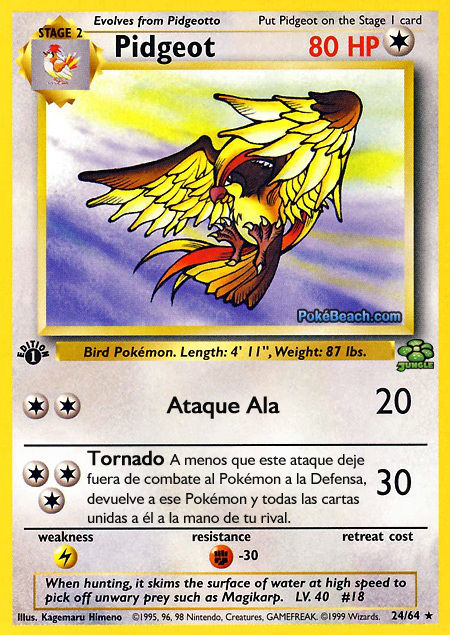 Evolves from Pidgeotto
Put Pidgeot on the Stage 1 card
STAGE 2
Pidgeot
80 HP
PokéBeach.com
EDITION
1
Bird Pokémon. Length: 4' 11", Weight: 87 lbs.
JUNGLE
Ataque Ala
20
Tornado A menos que este ataque deje
fuera de combate al Pokémon a la Defensa,
devuelve a ese Pokémon y todas las cartas
unidas a él a la mano de tu rival.
30
weakness
resistance
retreat cost
-30
When hunting, it skims the surface of water at high speed to
pick off unwary prey such as Magikarp. LV. 40 #18
Illus. Kagemaru Himeno
©1995, 96, 98 Nintendo, Creatures, GAMEFREAK. ©1999 Wizards.
24/64 ★